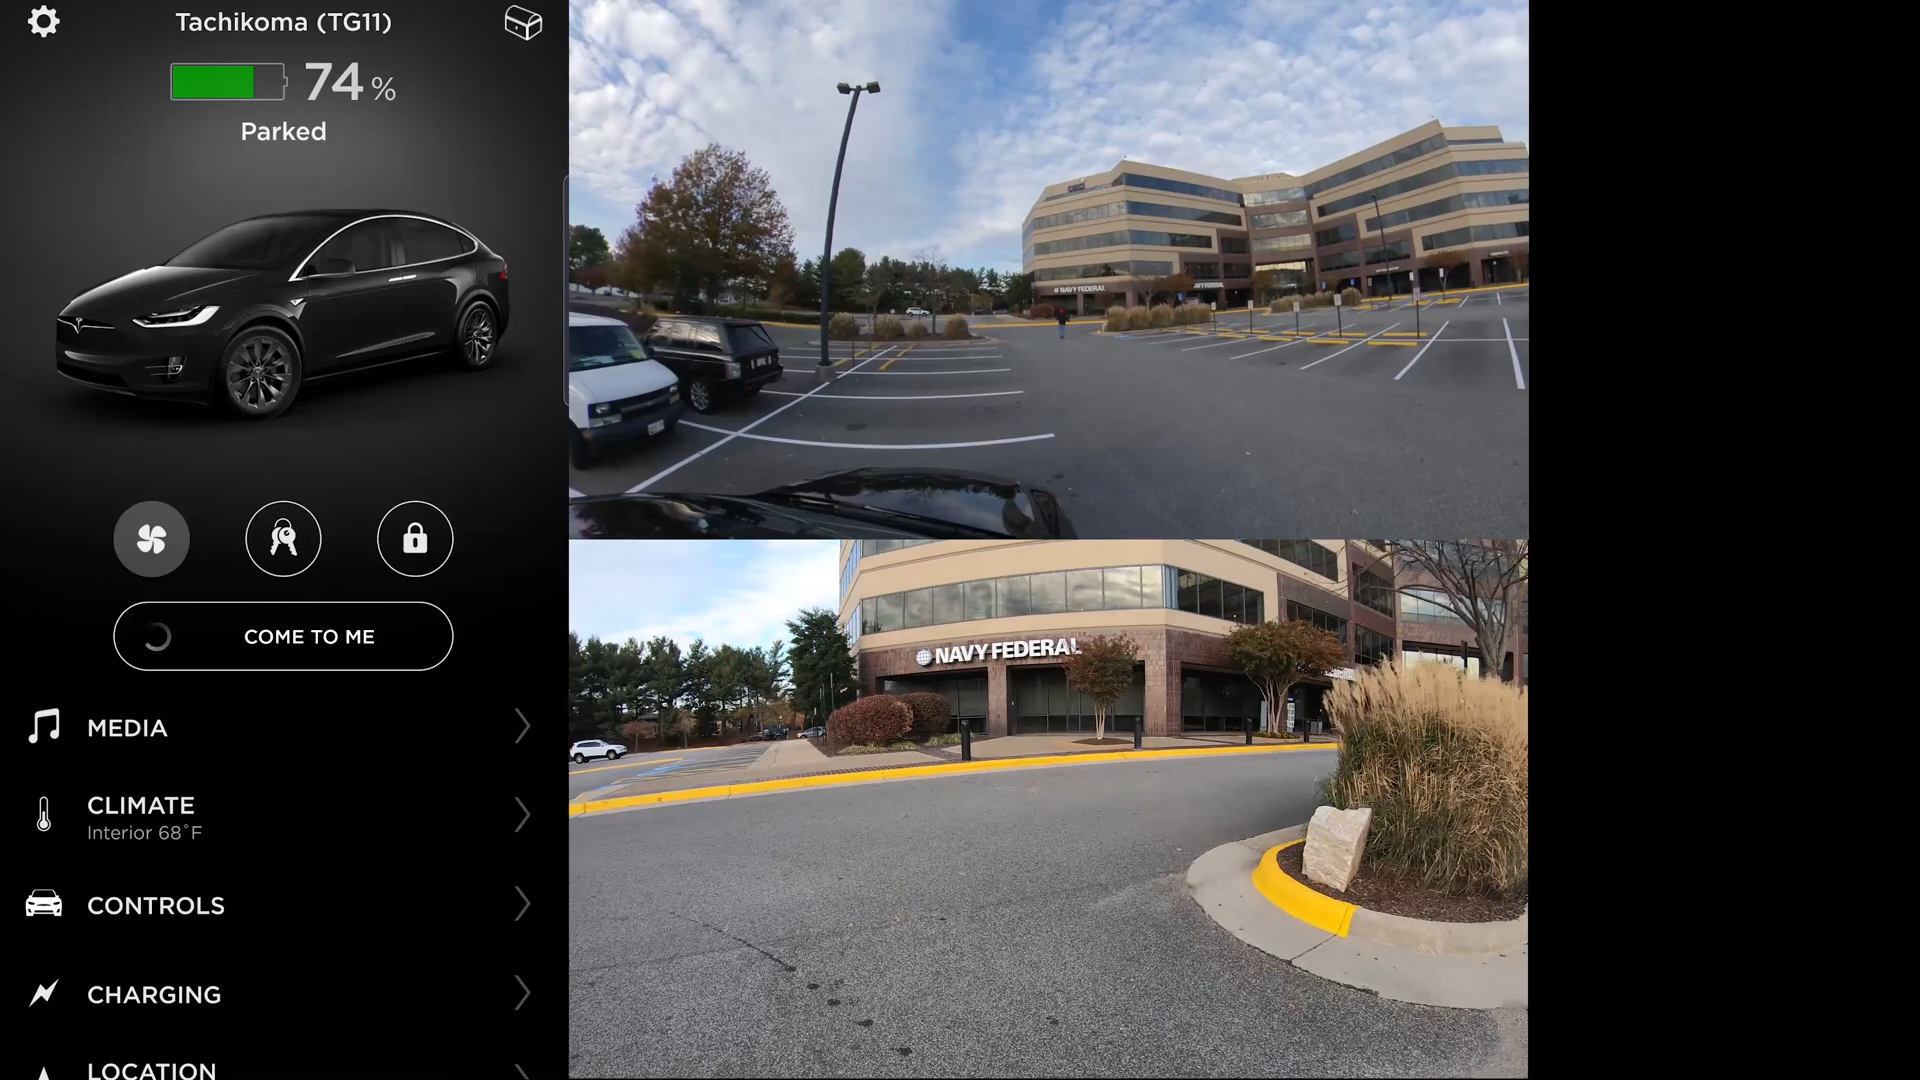 Tachikoma (TG11)
74 %
Parked
COME TO ME
MEDIA
CLIMATE
Interior 68°F
CONTROLS
CHARGING
LOCATION
NAVY FEDERAL
NAVY FEDERAL